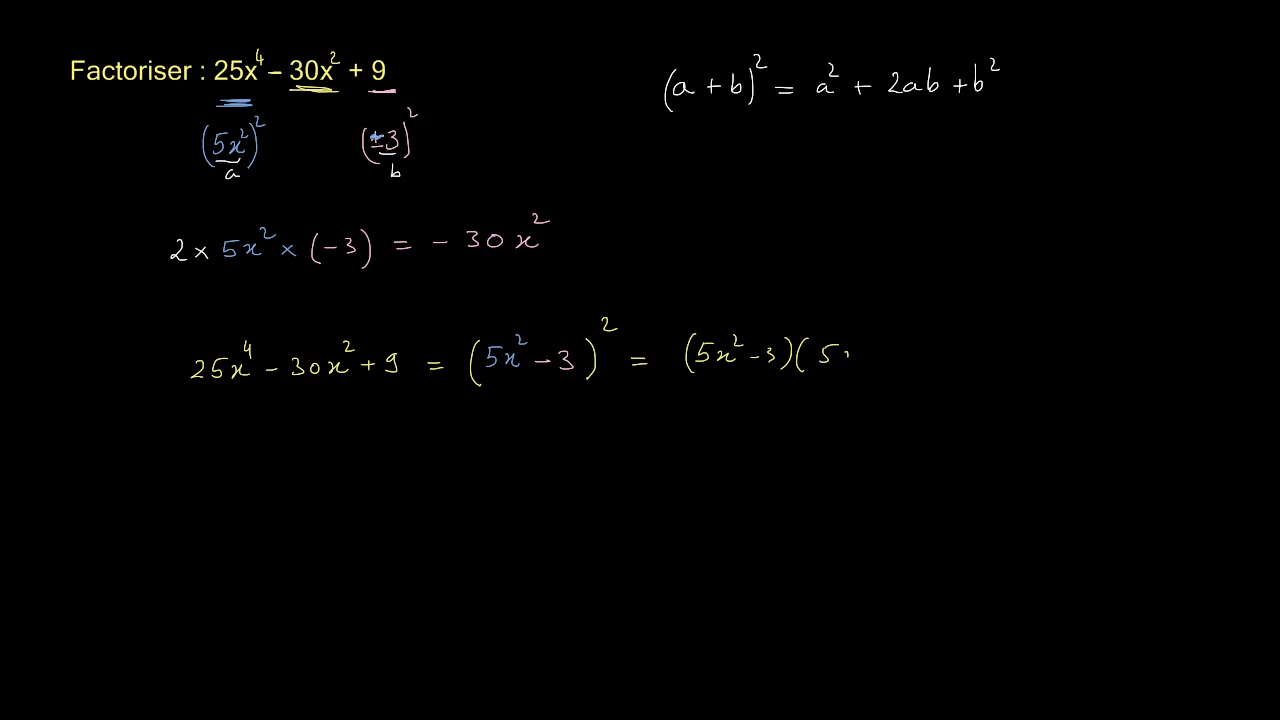 Factoriser : 25x⁴ – 30x² + 9
(a + b)² = a² + 2ab + b²
(5x²)² (±3)²
a b
2 × 5x² × (-3) = - 30x²
25x⁴ - 30x² + 9 = (5x² - 3)² = (5x² - 3)( 5